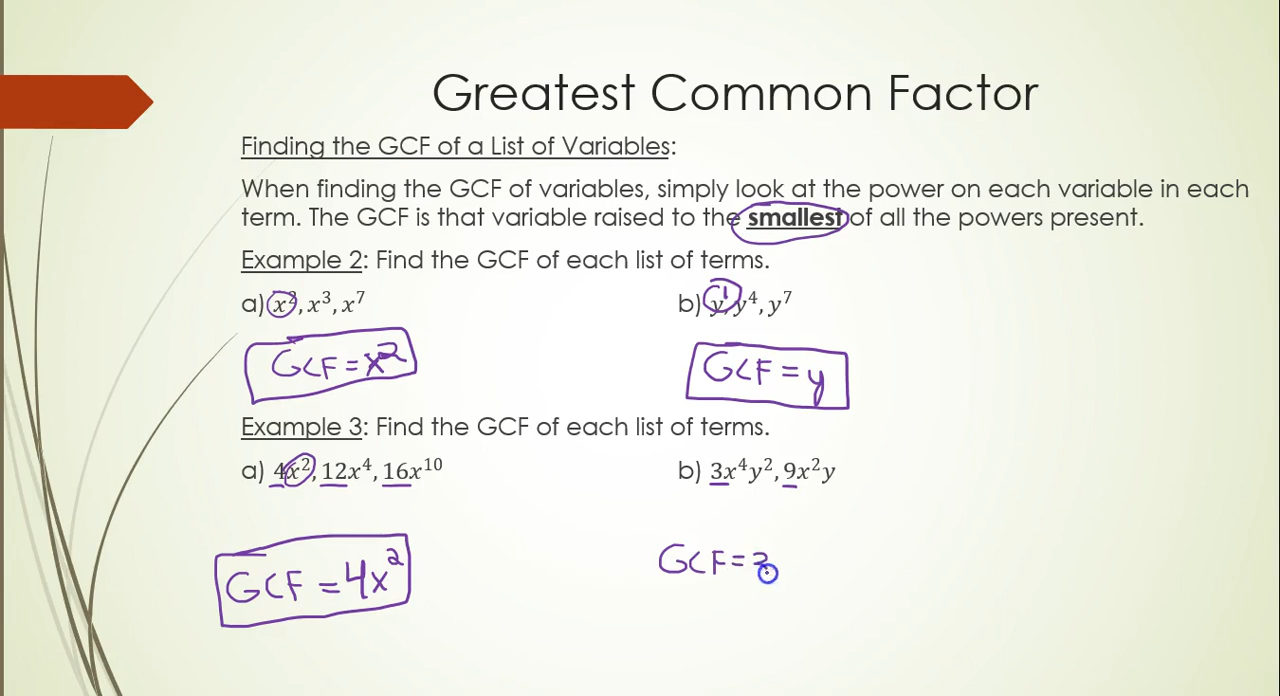 Greatest Common Factor
Finding the GCF of a List of Variables:
When finding the GCF of variables, simply look at the power on each variable in each
term. The GCF is that variable raised to the smallest of all the powers present.
Example 2: Find the GCF of each list of terms.
a) x², x³, x⁷ b) y¹, y⁴, y⁷
GCF = x² GCF = y
Example 3: Find the GCF of each list of terms.
a) 4x², 12x⁴, 16x¹⁰ b) 3x⁴y², 9x²y
GCF = 4x² GCF = 3